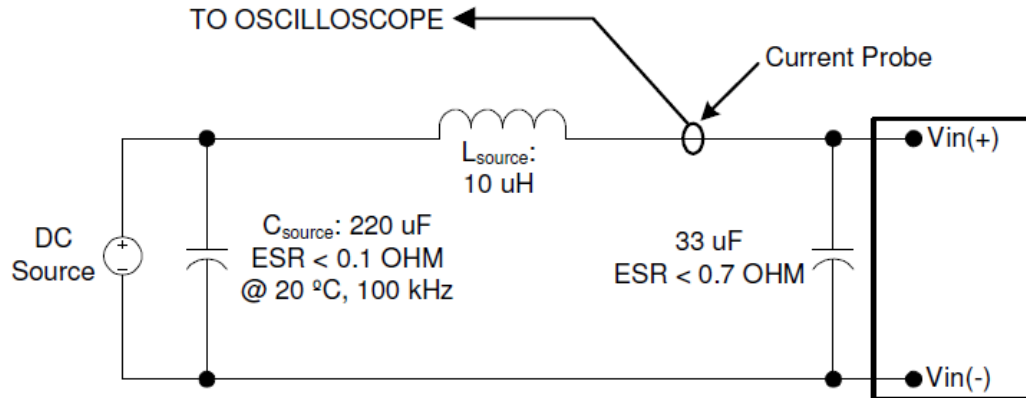 TO OSCILLOSCOPE
Current Probe
Lsource:
10 uH
Vin(+)
DC
Source
+
−
Csource: 220 uF
ESR < 0.1 OHM
@ 20 ºC, 100 kHz
33 uF
ESR < 0.7 OHM
Vin(-)